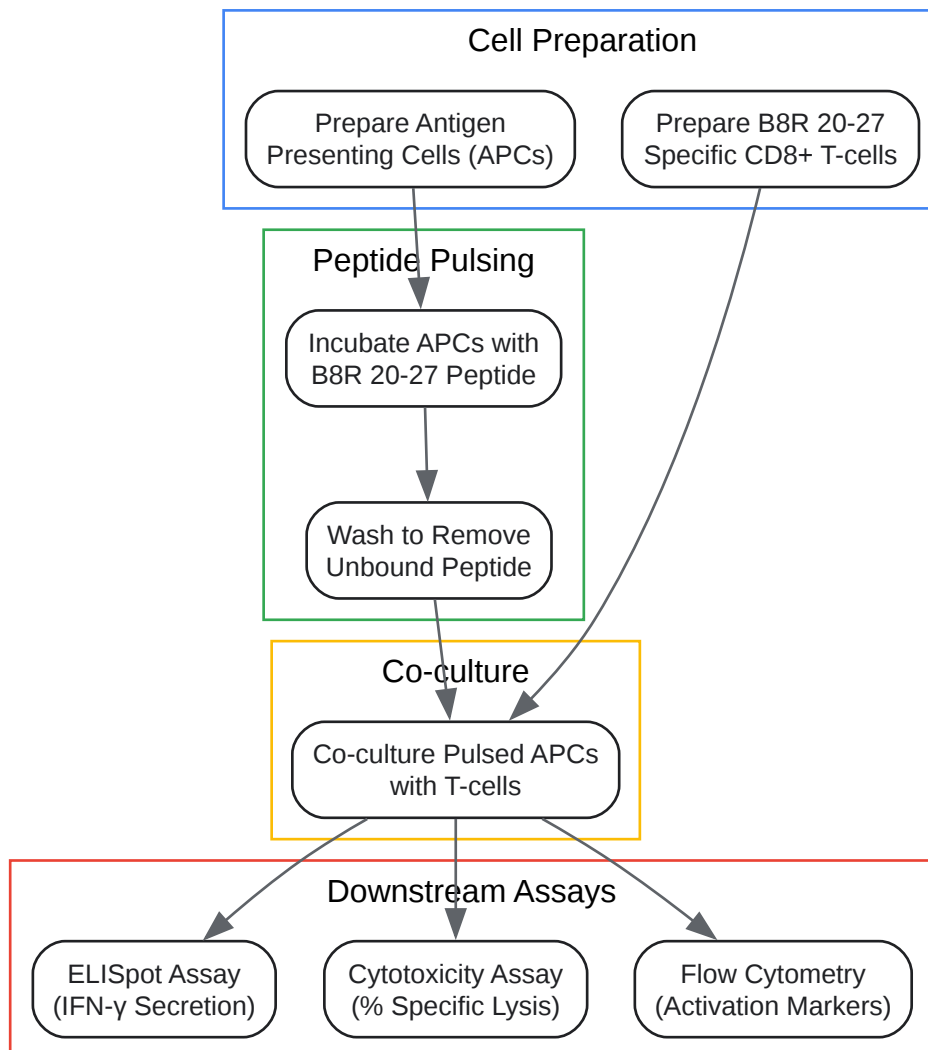 Cell Preparation
Prepare Antigen
Presenting Cells (APCs)
Prepare B8R 20-27
Specific CD8+ T-cells
Peptide Pulsing
Incubate APCs with
B8R 20-27 Peptide
Wash to Remove
Unbound Peptide
Co-culture
Co-culture Pulsed APCs
with T-cells
Downstream Assays
ELISpot Assay
(IFN-γ Secretion)
Cytotoxicity Assay
(% Specific Lysis)
Flow Cytometry
(Activation Markers)